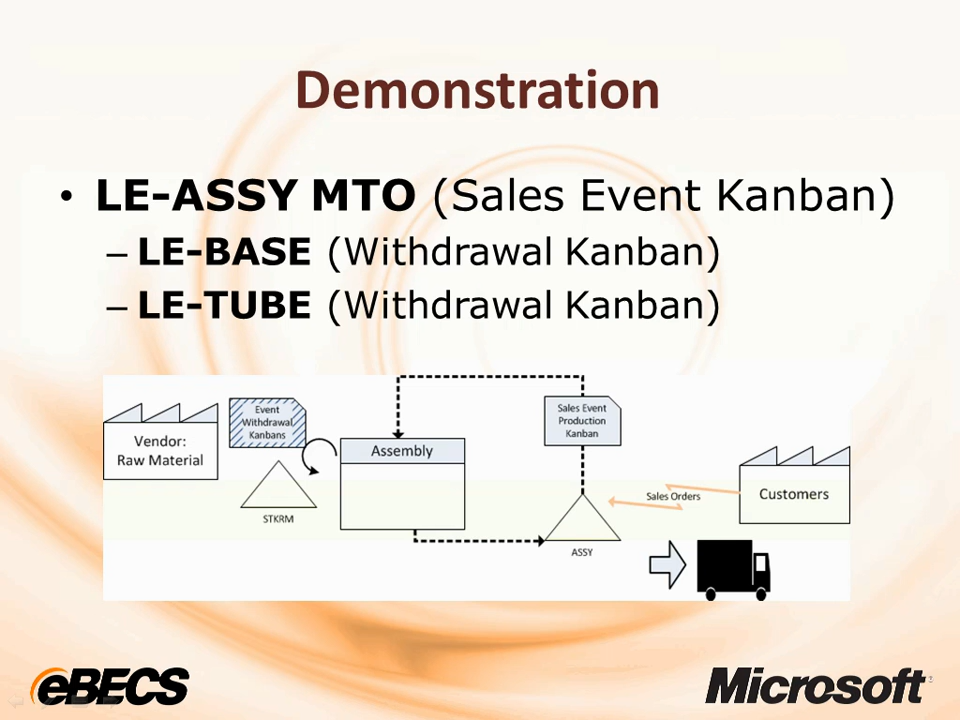 Demonstration
• LE-ASSY MTO (Sales Event Kanban)
– LE-BASE (Withdrawal Kanban)
– LE-TUBE (Withdrawal Kanban)
Vendor:
Raw Material
Event
Withdrawal
Kanbans
STKRM
Assembly
Sales Event
Production
Kanban
ASSY
Sales Orders
Customers
eBECS
Microsoft
3